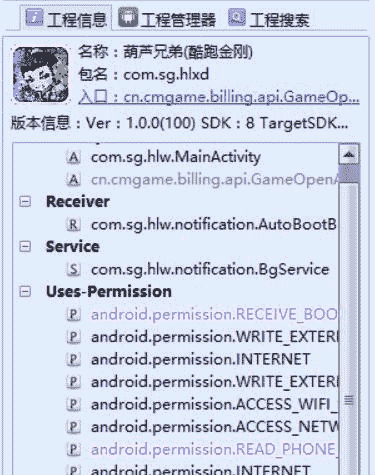 工程信息 工程管理器 工程搜索
名称：葫芦兄弟(酷跑金刚)
包名：com.sg.hlxd
入口：cn.cmgame.billing.api.GameOp...
版本信息：Ver：1.0.0(100) SDK：8 TargetSDK...
A com.sg.hlw.MainActivity
A cn.cmgame.billing.api.GameOpenA
Receiver
R com.sg.hlw.notification.AutoBootB
Service
S com.sg.hlw.notification.BgService
Uses-Permission
P android.permission.RECEIVE_BOO
P android.permission.WRITE_EXTER
P android.permission.INTERNET
P android.permission.WRITE_EXTER
P android.permission.ACCESS_WIFI_
P android.permission.ACCESS_NETW
P android.permission.READ_PHONE_
P android.permission.INTERNET